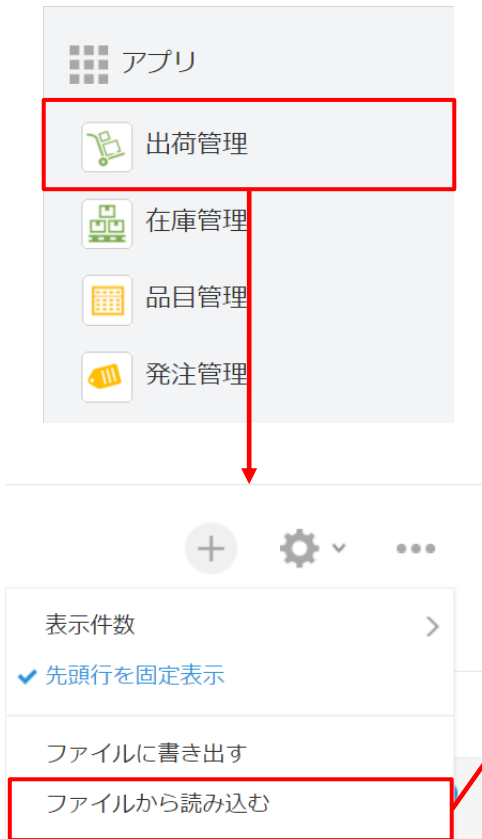 アプリ
出荷管理
在庫管理
品目管理
発注管理
表示件数
先頭行を固定表示
ファイルに書き出す
ファイルから読み込む